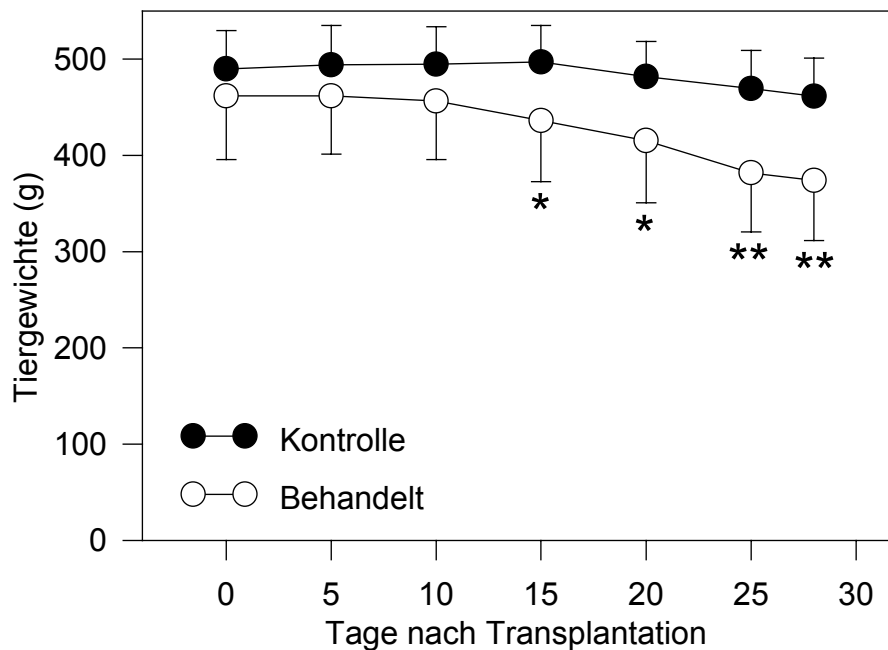 500
400
300
200
100
0
Tiergewichte (g)
*
*
**
**
Kontrolle
Behandelt
0 5 10 15 20 25 30
Tage nach Transplantation